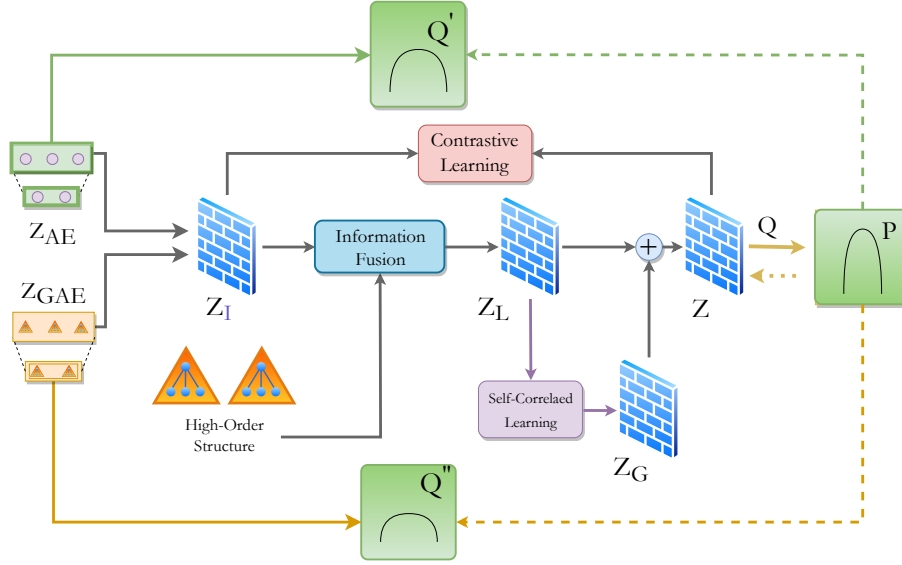 Q'
Contrastive
Learning
Z_AE
Z_I
Information
Fusion
Z_L
Z
Q
P
Z_GAE
High-Order
Structure
Self-Correlaed
Learning
Z_G
Q"